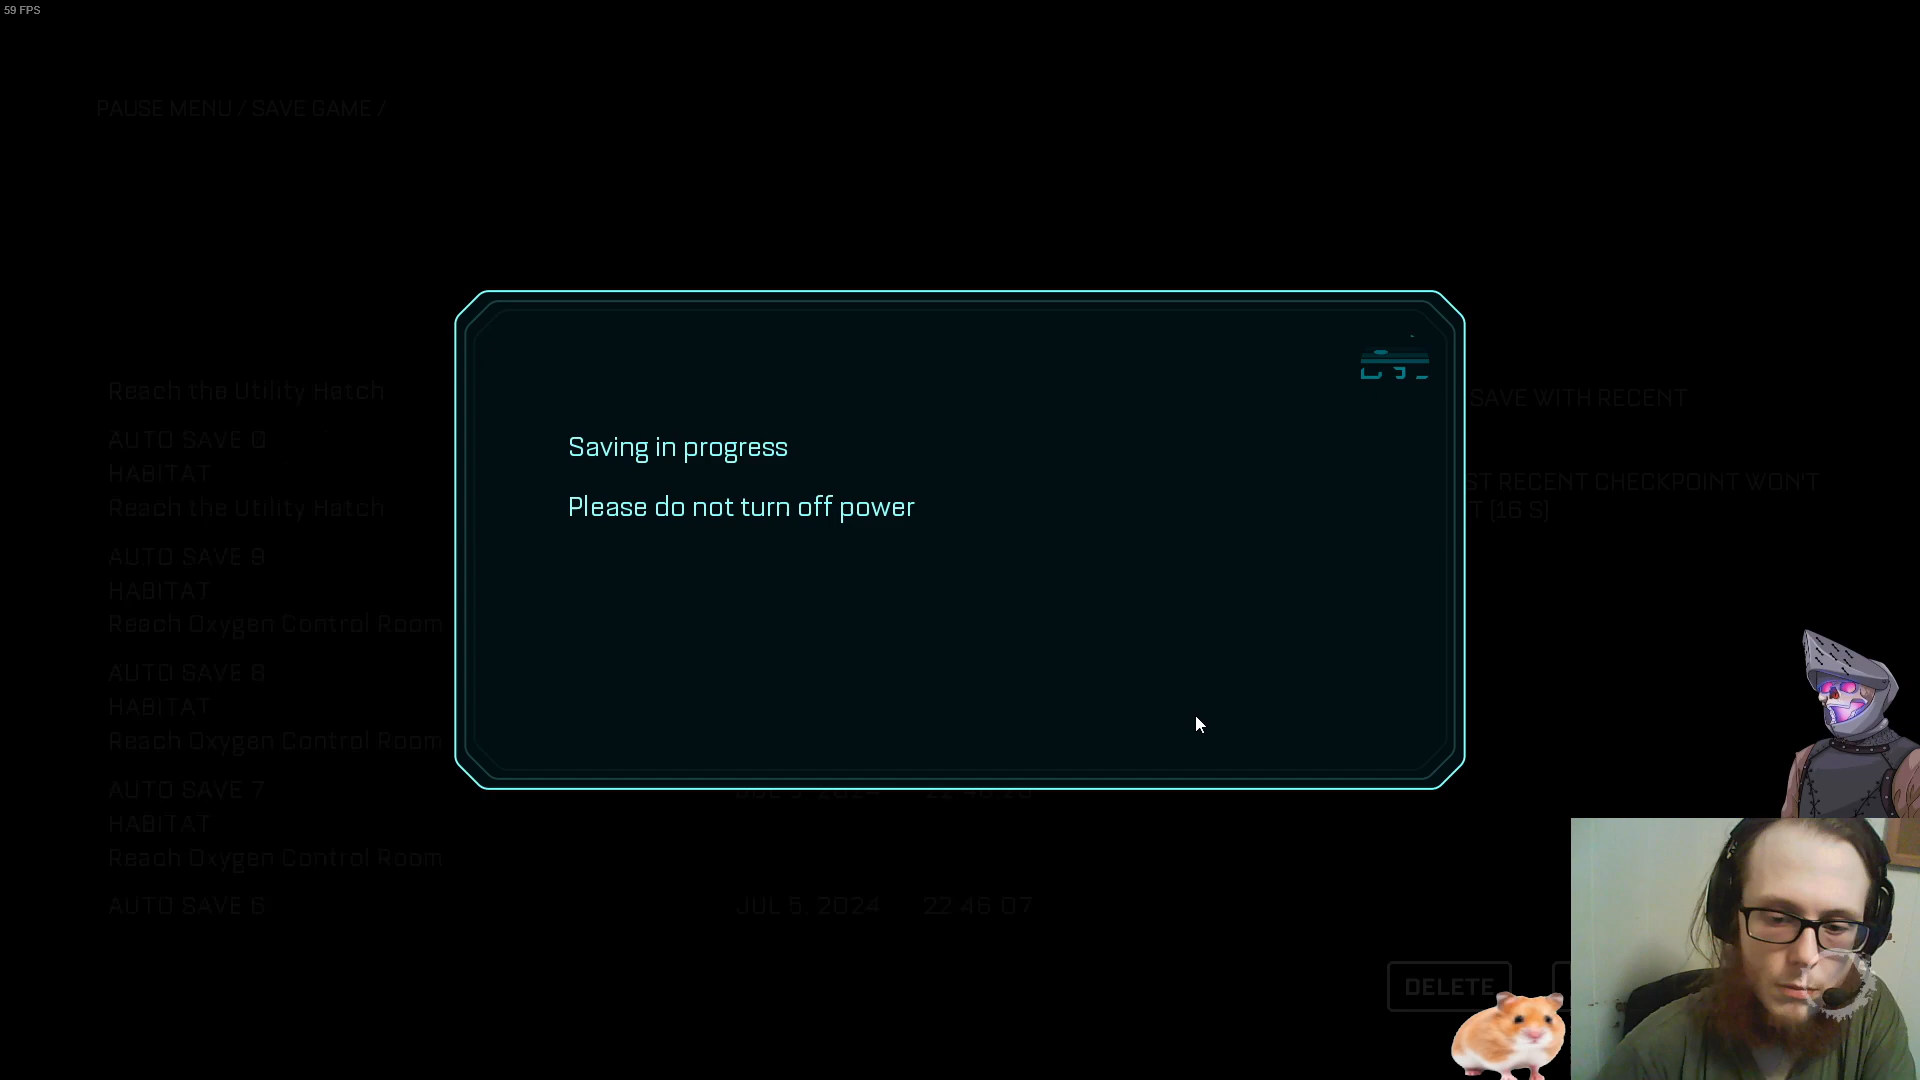 59 FPS
PAUSE MENU / SAVE GAME /
Saving in progress
Please do not turn off power
Reach the Utility Hatch
AUTO SAVE 0
HABITAT
Reach the Utility Hatch
AUTO SAVE 9
HABITAT
Reach Oxygen Control Room
AUTO SAVE 8
HABITAT
Reach Oxygen Control Room
AUTO SAVE 7
HABITAT
Reach Oxygen Control Room
AUTO SAVE 6 JUL 5, 2024 22 46 07
SAVE WITH RECENT
ST RECENT CHECKPOINT WON'T
T [16 S]
DELETE